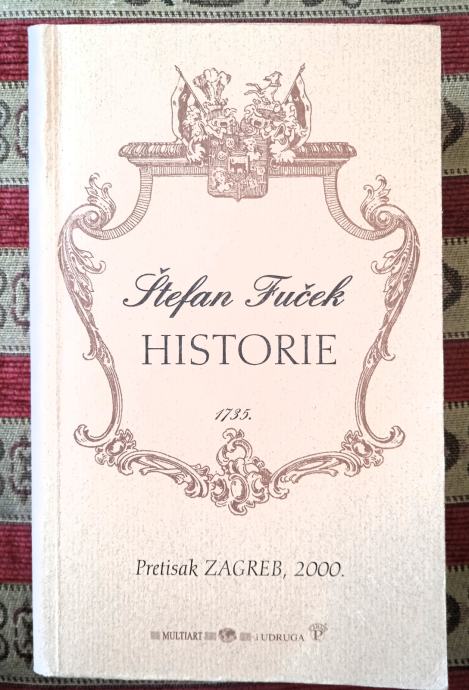 Štefan Fuček
HISTORIE
1735.
Pretisak ZAGREB, 2000.
MULTIART i UDRUGA P